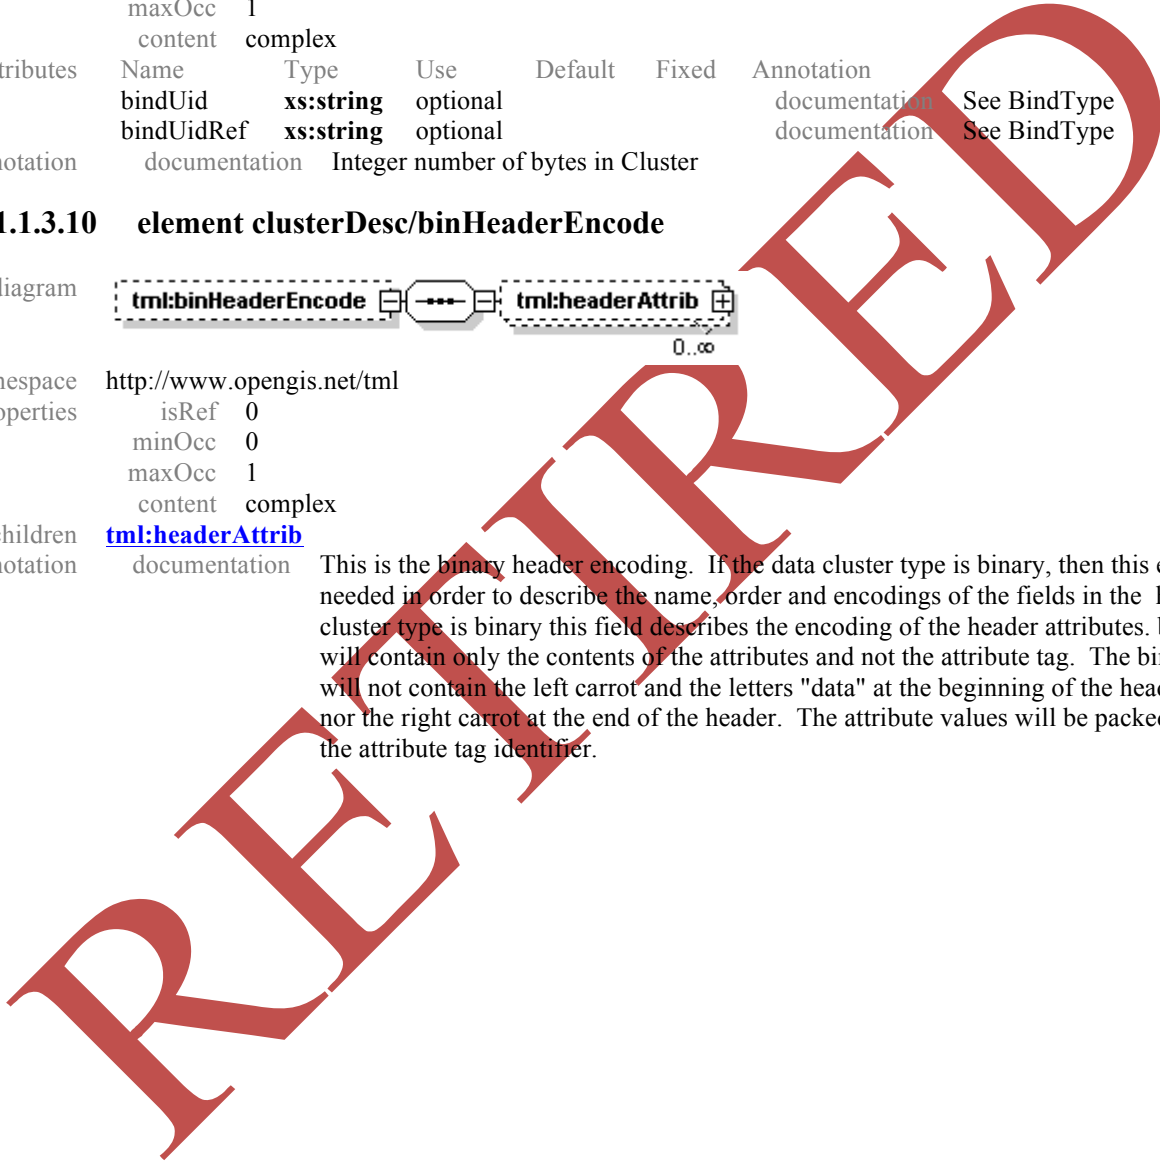 maxOcc 1
content complex
tributes Name Type Use Default Fixed Annotation
bindUid xs:string optional documentation See BindType
bindUidRef xs:string optional documentation See BindType
notation documentation Integer number of bytes in Cluster
1.1.3.10 element clusterDesc/binHeaderEncode
diagram tml:binHeaderEncode tml:headerAttrib
0..∞
nespace http://www.opengis.net/tml
operties isRef 0
minOcc 0
maxOcc 1
content complex
children tml:headerAttrib
notation documentation This is the binary header encoding. If the data cluster type is binary, then this e
needed in order to describe the name, order and encodings of the fields in the
cluster type is binary this field describes the encoding of the header attributes.
will contain only the contents of the attributes and not the attribute tag. The bi
will not contain the left carrot and the letters "data" at the beginning of the hea
nor the right carrot at the end of the header. The attribute values will be packe
the attribute tag identifier.
RETIRED